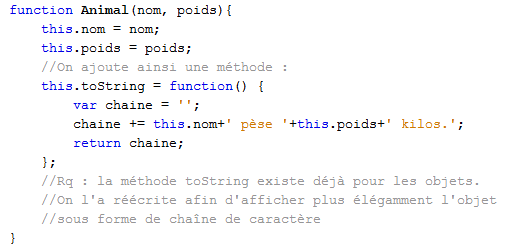 function Animal(nom, poids){
    this.nom = nom;
    this.poids = poids;
    //On ajoute ainsi une méthode :
    this.toString = function() {
        var chaine = '';
        chaine += this.nom+' pèse '+this.poids+' kilos.';
        return chaine;
    };
    //Rq : la méthode toString existe déjà pour les objets.
    //On l'a réécrite afin d'afficher plus élégamment l'objet
    //sous forme de chaîne de caractère
}